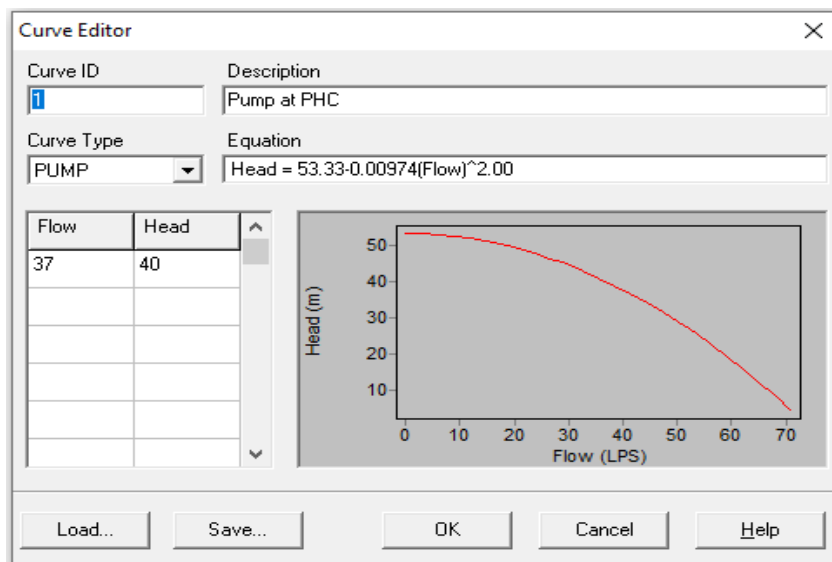 Curve Editor
Curve ID Description
1 Pump at PHC
Curve Type Equation
PUMP Head = 53.33-0.00974(Flow)^2.00
Flow Head
37 40
Head (m)
50
40
30
20
10
0 10 20 30 40 50 60 70
Flow (LPS)
Load... Save... OK Cancel Help